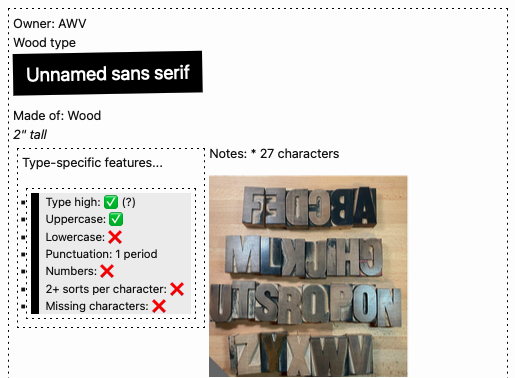 Owner: AWV
Wood type
Unnamed sans serif
Made of: Wood
2" tall
Type-specific features...
Type high: ✅ (?)
Uppercase: ✅
Lowercase: ❌
Punctuation: 1 period
Numbers: ❌
2+ sorts per character: ❌
Missing characters: ❌
Notes: * 27 characters
FEDCBA
MLKJIHG
UTSRQPON
ZYXWV